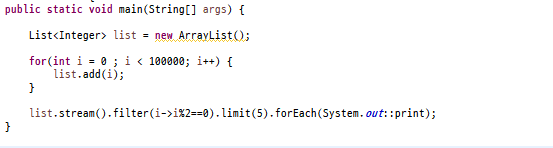 public static void main(String[] args) {
List<Integer> list = new ArrayList();
for(int i = 0 ; i < 100000; i++) {
list.add(i);
}
list.stream().filter(i->i%2==0).limit(5).forEach(System.out::print);
}